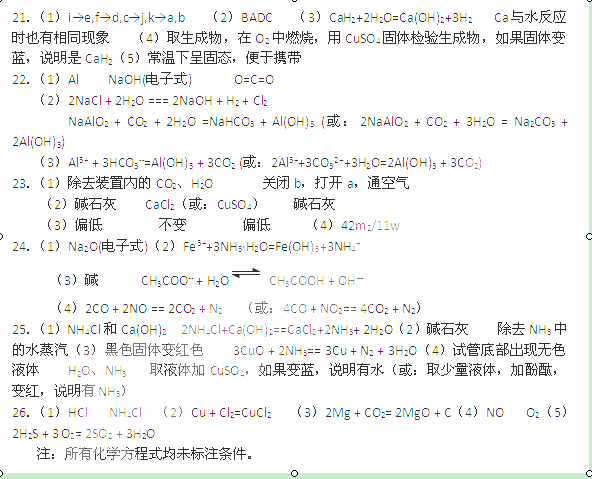 21.（1）i→e,f→d,c→j,k→a,b （2）BADC （3）CaH₂+2H₂O=Ca(OH)₂+3H₂ Ca与水反应
时也有相同现象 （4）取生成物，在O₂中燃烧，用CuSO₄固体检验生成物，如果固体变
蓝，说明是CaH₂（5）常温下呈固态，便于携带
22.（1）Al NaOH(电子式) O=C=O
（2）2NaCl + 2H₂O === 2NaOH + H₂ + Cl₂
NaAlO₂ + CO₂ + 2H₂O =NaHCO₃ + Al(OH)₃ (或：2NaAlO₂ + CO₂ + 3H₂O = Na₂CO₃ +
2Al(OH)₃)
（3）Al³⁺ + 3HCO₃⁻=Al(OH)₃ + 3CO₂ (或：2Al³⁺+3CO₃²⁻+3H₂O=2Al(OH)₃ + 3CO₂)
23.（1）除去装置内的CO₂、H₂O 关闭b，打开a，通空气
（2）碱石灰 CaCl₂（或：CuSO₄） 碱石灰
（3）偏低 不变 偏低 （4）42m₂/11w
24.（1）Na₂O(电子式)（2）Fe³⁺+3NH₃·H₂O=Fe(OH)₃+3NH₄⁺
（3）碱 CH₃COO⁻ + H₂O ⇌ CH₃COOH + OH⁻
（4）2CO + 2NO == 2CO₂ + N₂ （或：4CO + NO₂== 4CO₂ + N₂）
25.（1）NH₄Cl和Ca(OH)₂ 2NH₄Cl+Ca(OH)₂==CaCl₂+2NH₃+ 2H₂O（2）碱石灰 除去NH₃中
的水蒸汽（3）黑色固体变红色 3CuO + 2NH₃== 3Cu + N₂ + 3H₂O（4）试管底部出现无色
液体 H₂O、NH₃ 取液体加CuSO₄，如果变蓝，说明有水（或：取少量液体，加酚酞，
变红，说明有NH₃）
26.（1）HCl NH₄Cl （2）Cu + Cl₂=CuCl₂ （3）2Mg + CO₂= 2MgO + C（4）NO O₂（5）
2H₂S + 3 O₂= 2SO₂ + 3H₂O
注：所有化学方程式均未标注条件。